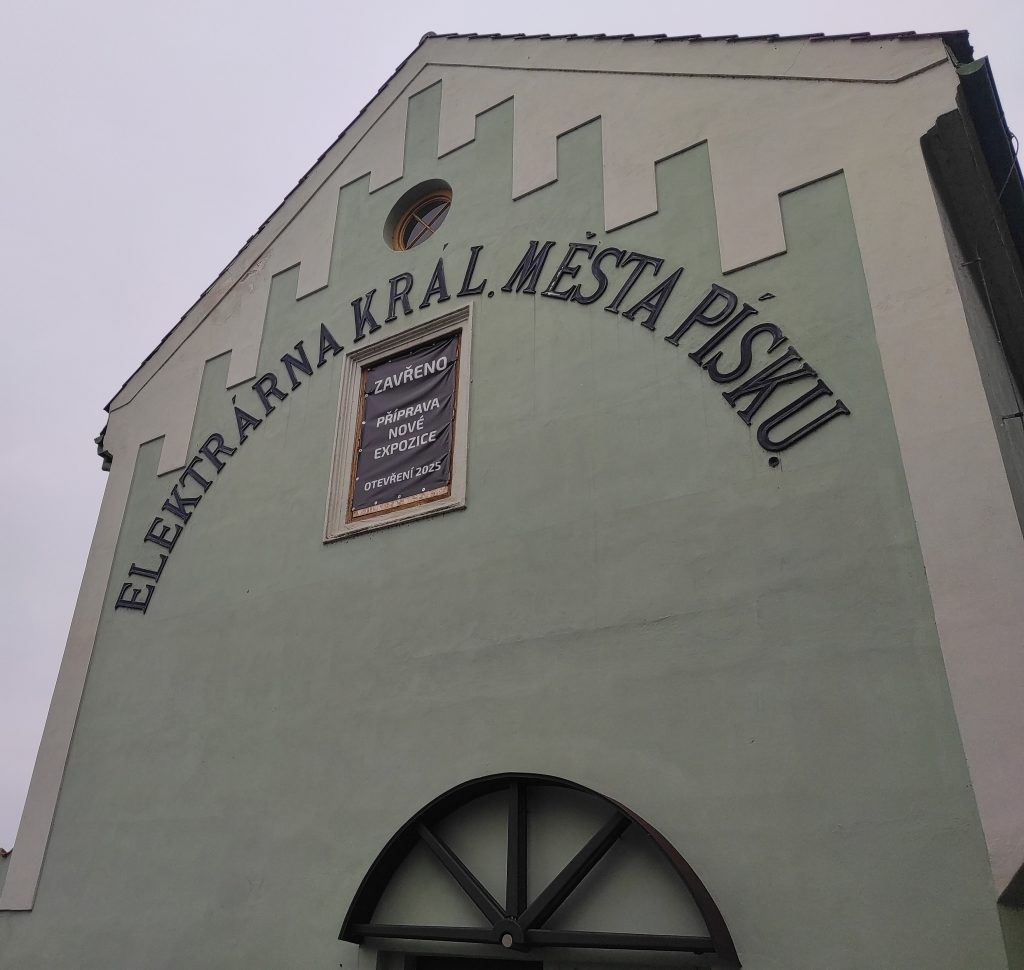 ELEKTRÁRNA KRÁL. MĚSTA PÍSKU.
ZAVŘENO
PŘÍPRAVA
NOVÉ
EXPOZICE
OTEVŘENÍ 2025